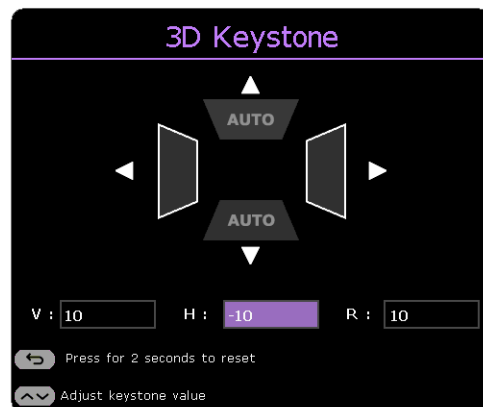 3D Keystone
AUTO
AUTO
V : 10 H : -10 R : 10
Press for 2 seconds to reset
Adjust keystone value